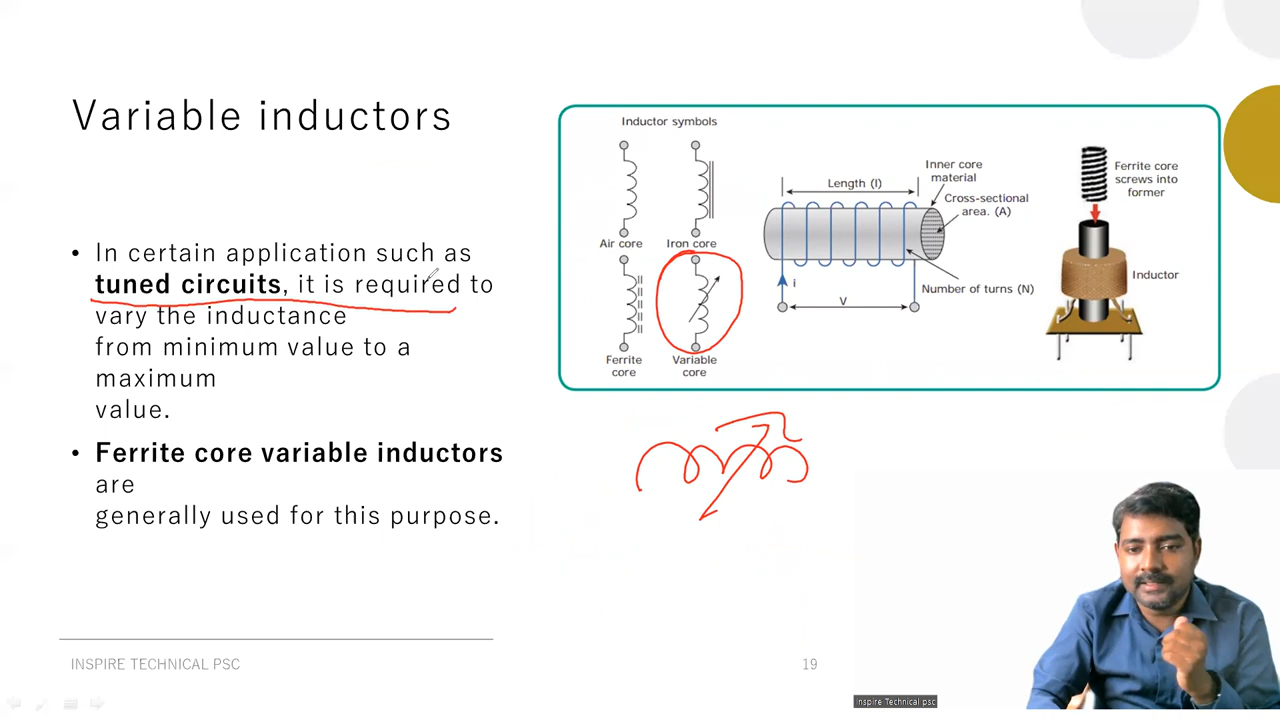 Variable inductors
• In certain application such as
tuned circuits, it is required to
vary the inductance
from minimum value to a
maximum
value.
• Ferrite core variable inductors
are
generally used for this purpose.
Inductor symbols
Air core
Iron core
Ferrite
core
Variable
core
Length (l)
Inner core
material
Cross-sectional
area. (A)
Number of turns (N)
i
V
Ferrite core
screws into
former
Inductor
INSPIRE TECHNICAL PSC
19
Inspire Technical psc